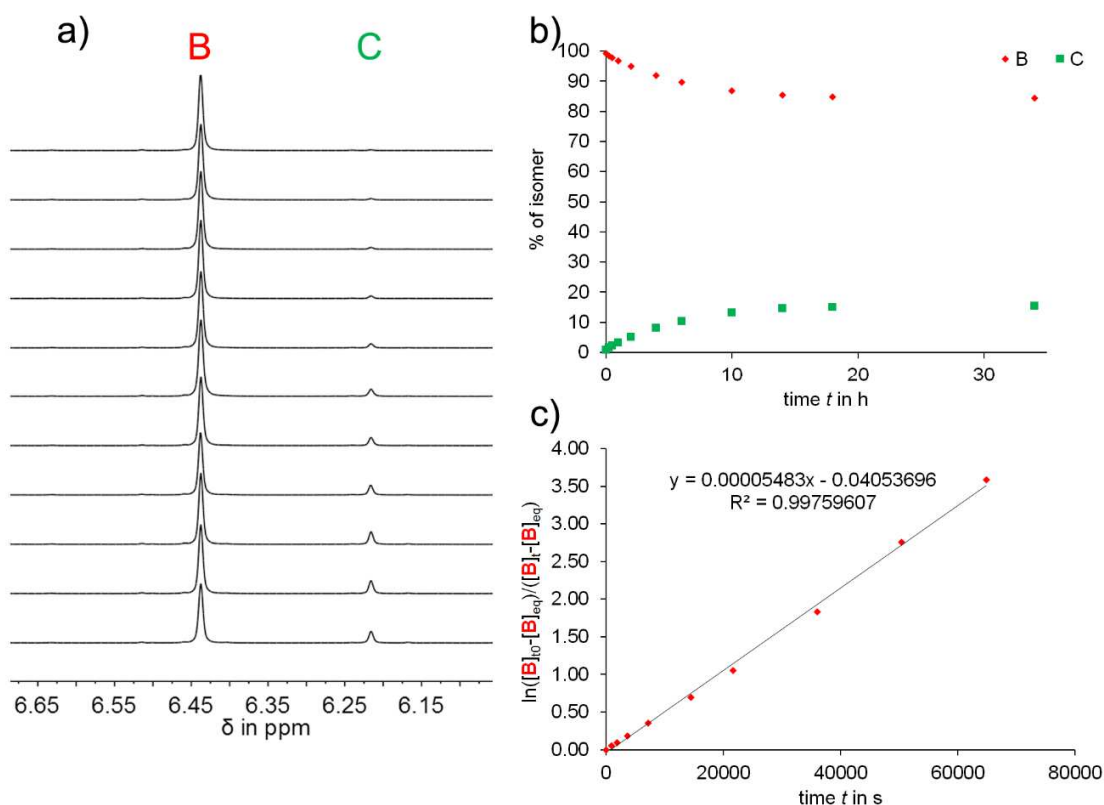 a)
B C
6.65 6.55 6.45 6.35 6.25 6.15
δ in ppm
b)
B C
100
90
80
70
60
50
40
30
20
10
0
% of isomer
0 10 20 30
time t in h
c)
4.00
3.50
3.00
2.50
2.00
1.50
1.00
0.50
0.00
ln([B]t0-[B]eq)/([B]t-[B]eq)
y = 0.00005483x - 0.04053696
R² = 0.99759607
0 20000 40000 60000 80000
time t in s